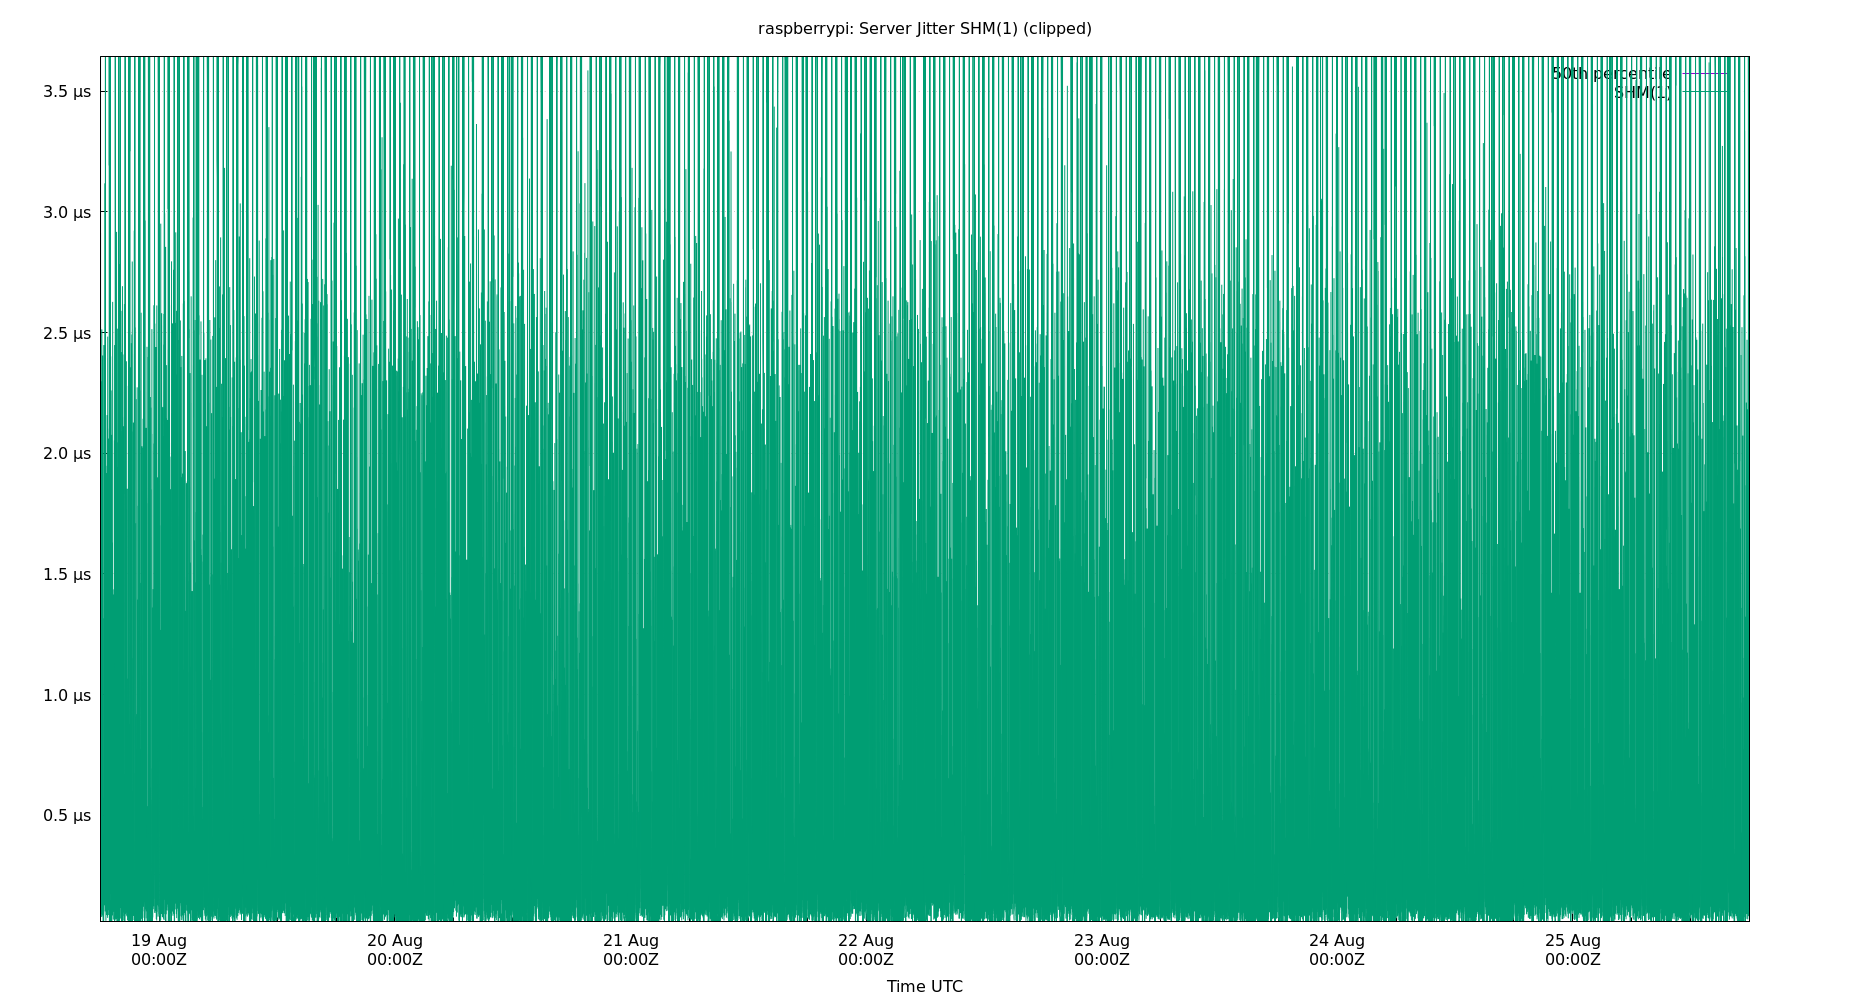 raspberrypi: Server Jitter SHM(1) (clipped)
50th percentile
SHM(1)
3.5 μs
3.0 μs
2.5 μs
2.0 μs
1.5 μs
1.0 μs
0.5 μs
19 Aug 20 Aug 21 Aug 22 Aug 23 Aug 24 Aug 25 Aug
00:00Z 00:00Z 00:00Z 00:00Z 00:00Z 00:00Z 00:00Z
Time UTC